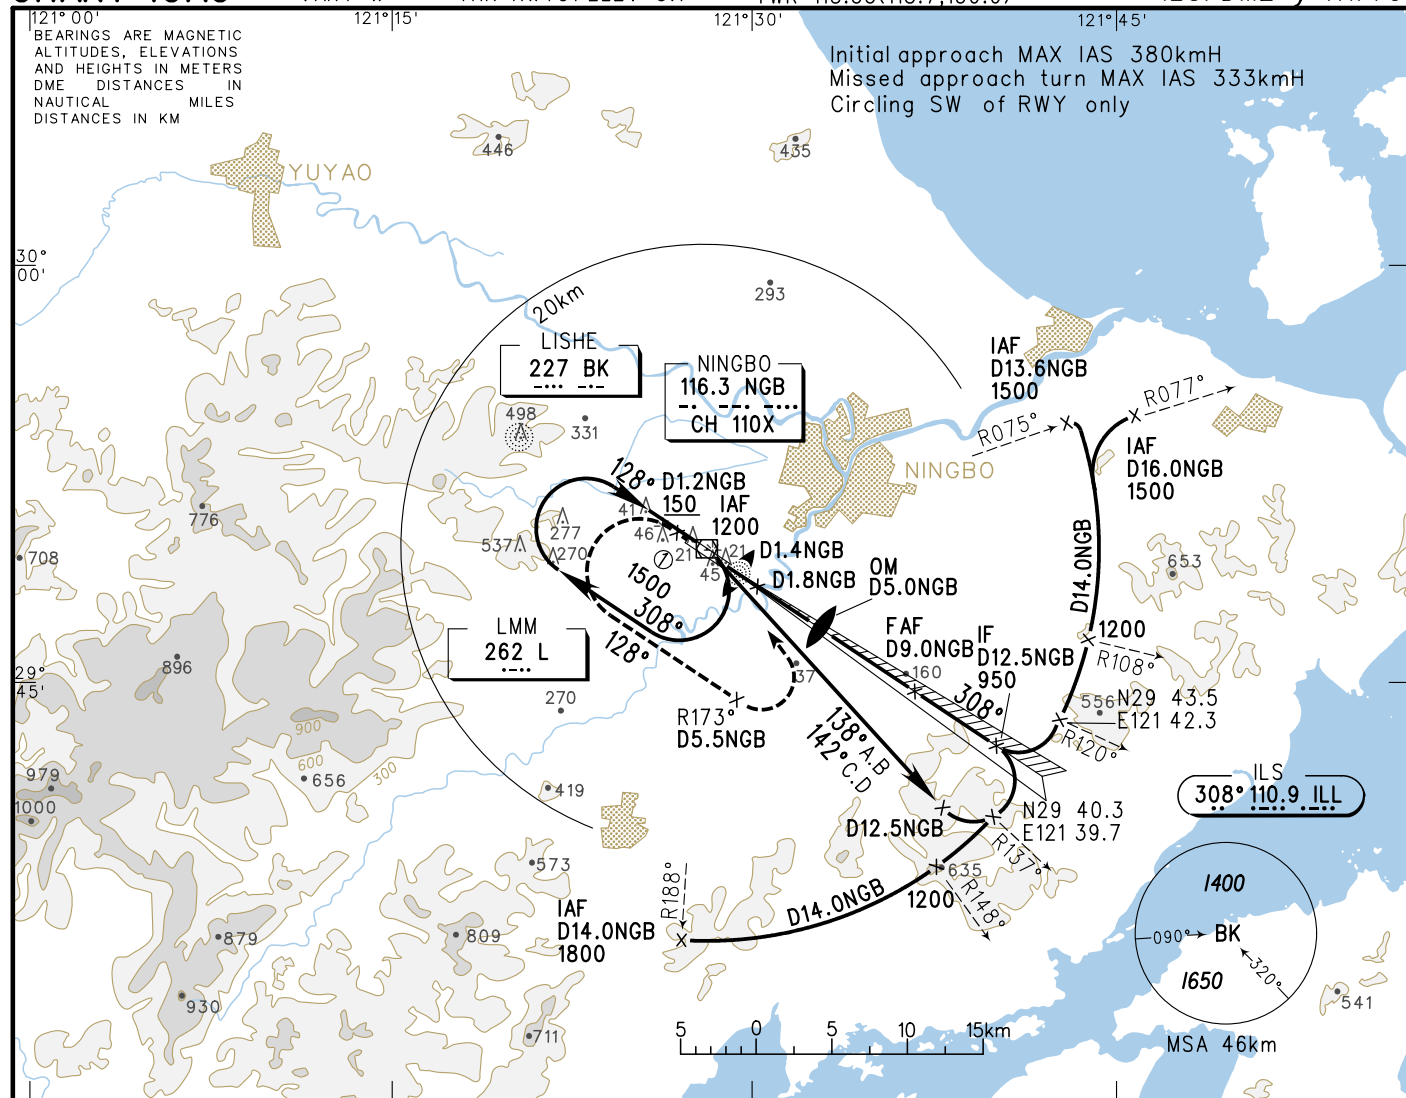 121° 00'
121°15'
121°30'
121°45'
BEARINGS ARE MAGNETIC
ALTITUDES, ELEVATIONS
AND HEIGHTS IN METERS
DME DISTANCES IN
NAUTICAL MILES
DISTANCES IN KM
Initial approach MAX IAS 380kmH
Missed approach turn MAX IAS 333kmH
Circling SW of RWY only
446
435
YUYAO
30°
00'
293
20km
LISHE
227 BK
NINGBO
116.3 NGB
CH 110X
IAF
D13.6NGB
1500
R077°
R075°
498
331
NINGBO
IAF
D16.0NGB
1500
128°
D1.2NGB
150
IAF
1200
41
46
277
537
270
21
21
45
1
776
708
D1.4NGB
D1.8NGB
OM
D5.0NGB
D14.0NGB
653
1500
308°
128°
LMM
262 L
FAF
D9.0NGB
IF
D12.5NGB
950
1200
R108°
896
29°
45'
270
37
160
308°
556
N29 43.5
E121 42.3
R120°
R173°
D5.5NGB
138°A.B
142°C.D
900
600
300
656
979
1000
419
ILS
308° 110.9 ILL
N29 40.3
E121 39.7
D12.5NGB
R137°
573
635
1200
R148°
R188°
D14.0NGB
IAF
D14.0NGB
1800
879
809
930
711
1400
090°
BK
1650
320°
541
MSA 46km
5 0 5 10 15km